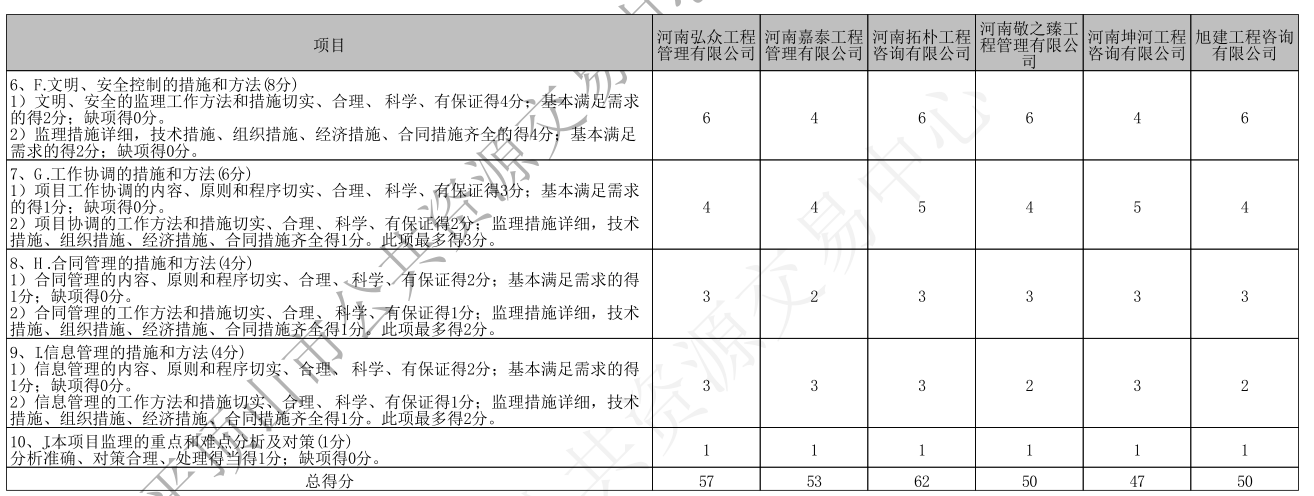 项目
河南弘众工程
管理有限公司
河南嘉泰工程
管理有限公司
河南拓朴工程
咨询有限公司
河南敬之臻工
程管理有限公
司
河南坤河工程
咨询有限公司
旭建工程咨询
有限公司
6、F.文明、安全控制的措施和方法(8分)
1）文明、安全的监理工作方法和措施切实、合理、 科学、有保证得4分；基本满足需求
的得2分；缺项得0分。
2）监理措施详细，技术措施、组织措施、经济措施、合同措施齐全的得4分；基本满足
需求的得2分；缺项得0分。
6 4 6 6 4 6
7、G.工作协调的措施和方法(6分)
1）项目工作协调的内容、原则和程序切实、合理、 科学、有保证得3分；基本满足需求
的得1分；缺项得0分。
2）项目协调的工作方法和措施切实、合理、 科学、有保证得2分；监理措施详细，技术
措施、组织措施、经济措施、合同措施齐全得1分。此项最多得3分。
4 4 5 4 5 4
8、H.合同管理的措施和方法(4分)
1）合同管理的内容、原则和程序切实、合理、 科学、有保证得2分；基本满足需求的得
1分；缺项得0分。
2）合同管理的工作方法和措施切实、合理、 科学、有保证得1分；监理措施详细，技术
措施、组织措施、经济措施、合同措施齐全得1分。此项最多得2分。
3 2 3 3 3 3
9、I.信息管理的措施和方法(4分)
1）信息管理的内容、原则和程序切实、合理、 科学、有保证得2分；基本满足需求的得
1分；缺项得0分。
2）信息管理的工作方法和措施切实、合理、 科学、有保证得1分；监理措施详细，技术
措施、组织措施、经济措施、合同措施齐全得1分。此项最多得2分。
3 3 3 2 3 2
10、J.本项目监理的重点和难点分析及对策(1分)
分析准确、对策合理、处理得当得1分；缺项得0分。
1 1 1 1 1 1
总得分 57 53 62 50 47 50
平顶山市公共资源交易中心
共资源交易中心